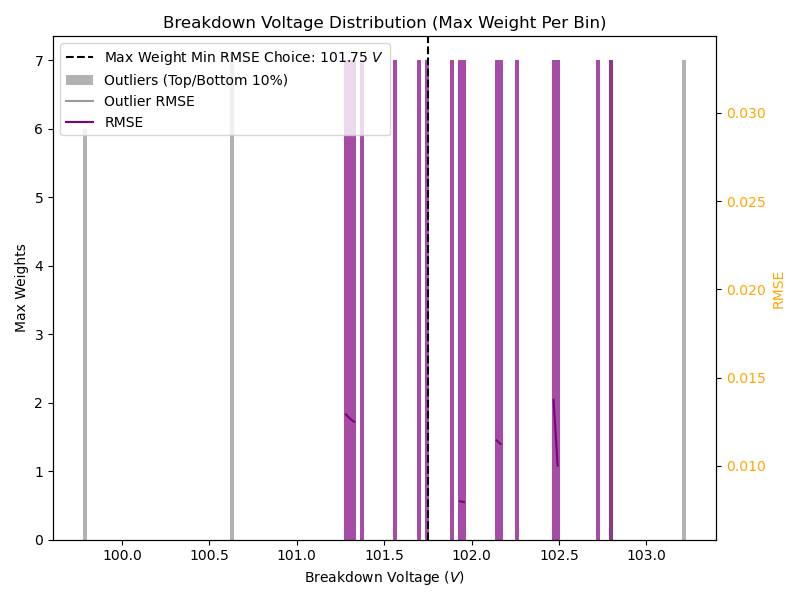 Breakdown Voltage Distribution (Max Weight Per Bin)
Max Weight Min RMSE Choice: 101.75 V
Outliers (Top/Bottom 10%)
Outlier RMSE
RMSE
7
6
5
4
3
2
1
0
Max Weights
0.030
0.025
0.020
0.015
0.010
RMSE
100.0 100.5 101.0 101.5 102.0 102.5 103.0
Breakdown Voltage (V)